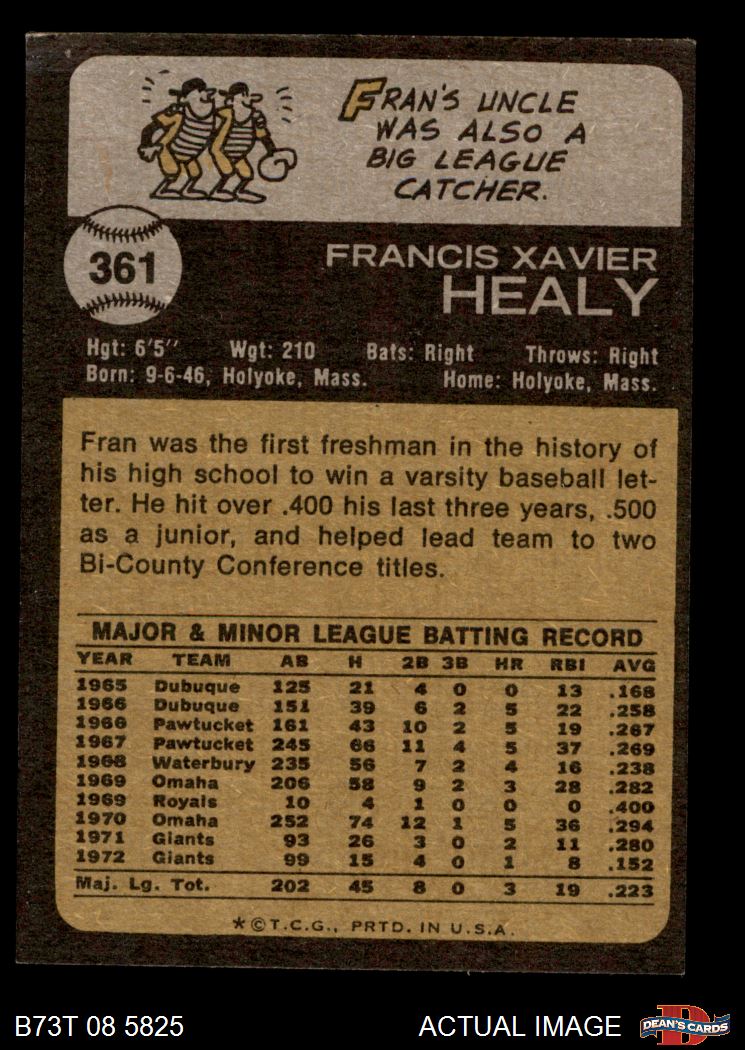 FRAN'S UNCLE
WAS ALSO A
BIG LEAGUE
CATCHER.
361
FRANCIS XAVIER
HEALY
Hgt: 6'5" Wgt: 210 Bats: Right Throws: Right
Born: 9-6-46, Holyoke, Mass. Home: Holyoke, Mass.
Fran was the first freshman in the history of
his high school to win a varsity baseball let-
ter. He hit over .400 his last three years, .500
as a junior, and helped lead team to two
Bi-County Conference titles.
MAJOR & MINOR LEAGUE BATTING RECORD
YEAR TEAM AB H 2B 3B HR RBI AVG
1965 Dubuque 125 21 4 0 0 13 .168
1966 Dubuque 151 39 6 2 5 22 .258
1966 Pawtucket 161 43 10 2 5 19 .267
1967 Pawtucket 245 66 11 4 5 37 .269
1968 Waterbury 235 56 7 2 4 16 .238
1969 Omaha 206 58 9 2 3 28 .282
1969 Royals 10 4 1 0 0 0 .400
1970 Omaha 252 74 12 1 5 36 .294
1971 Giants 93 26 3 0 2 11 .280
1972 Giants 99 15 4 0 1 8 .152
Maj. Lg. Tot. 202 45 8 0 3 19 .223
*©T.C.G., PRTD. IN U.S.A.
B73T 08 5825 ACTUAL IMAGE DEAN'S CARDS